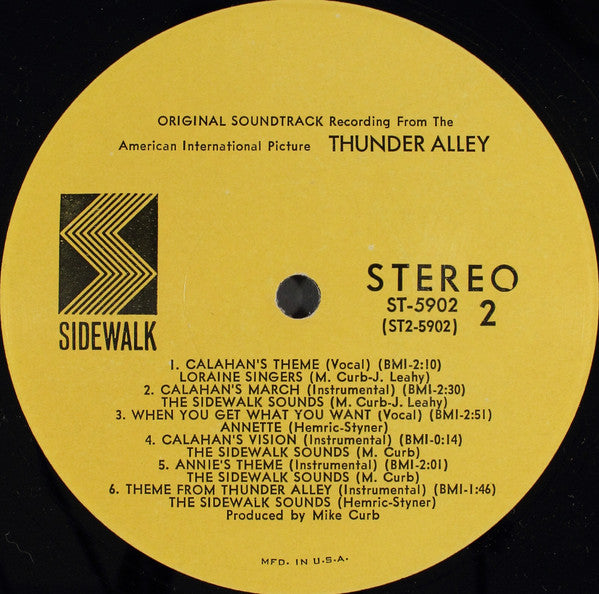 ORIGINAL SOUNDTRACK Recording From The
American International Picture THUNDER ALLEY
SIDEWALK
STEREO
ST-5902
(ST2-5902)
2
1. CALAHAN'S THEME (Vocal) (BMI-2:10)
LORAINE SINGERS (M. Curb-J. Leahy)
2. CALAHAN'S MARCH (Instrumental) (BMI-2:30)
THE SIDEWALK SOUNDS (M. Curb-J. Leahy)
3. WHEN YOU GET WHAT YOU WANT (Vocal) (BMI-2:51)
ANNETTE (Hemric-Styner)
4. CALAHAN'S VISION (Instrumental) (BMI-0:14)
THE SIDEWALK SOUNDS (M. Curb)
5. ANNIE'S THEME (Instrumental) (BMI-2:01)
THE SIDEWALK SOUNDS (M. Curb)
6. THEME FROM THUNDER ALLEY (Instrumental) (BMI-1:46)
THE SIDEWALK SOUNDS (Hemric-Styner)
Produced by Mike Curb
MFD. IN U.S.A.